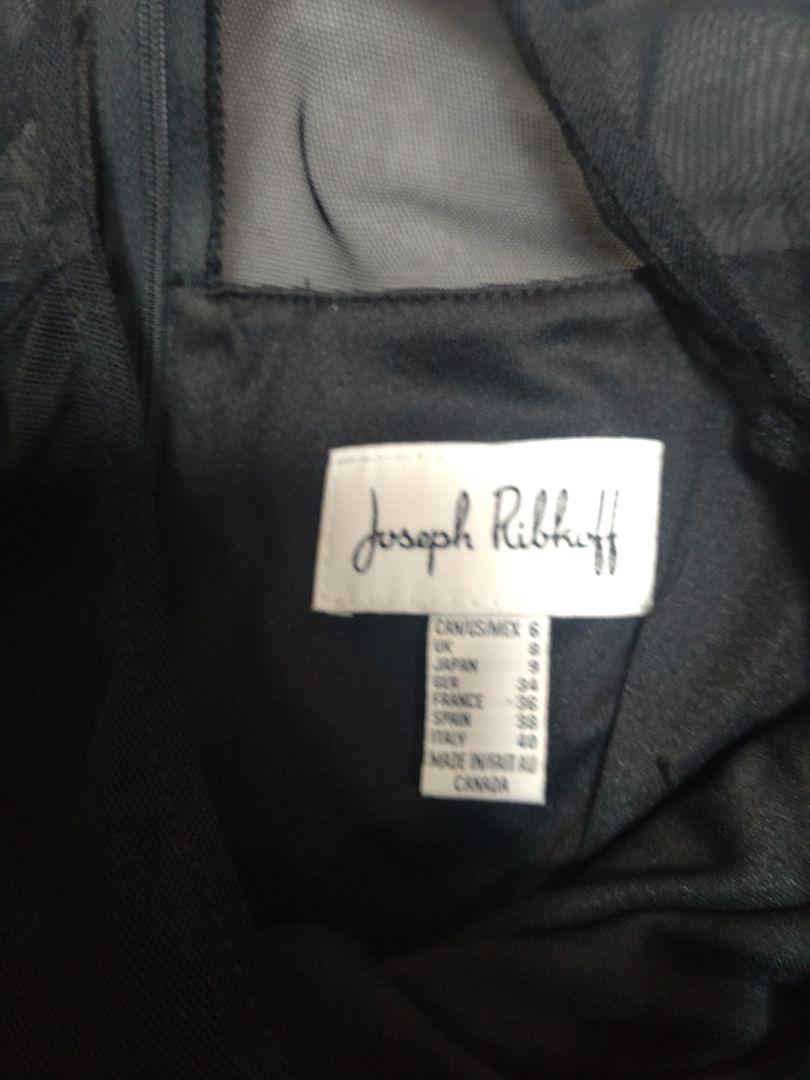 Joseph Ribkoff
CAN/US/MEX 6
UK 8
JAPAN 9
GER 34
FRANCE 36
SPAIN 38
ITALY 40
MADE IN/FAIT AU
CANADA